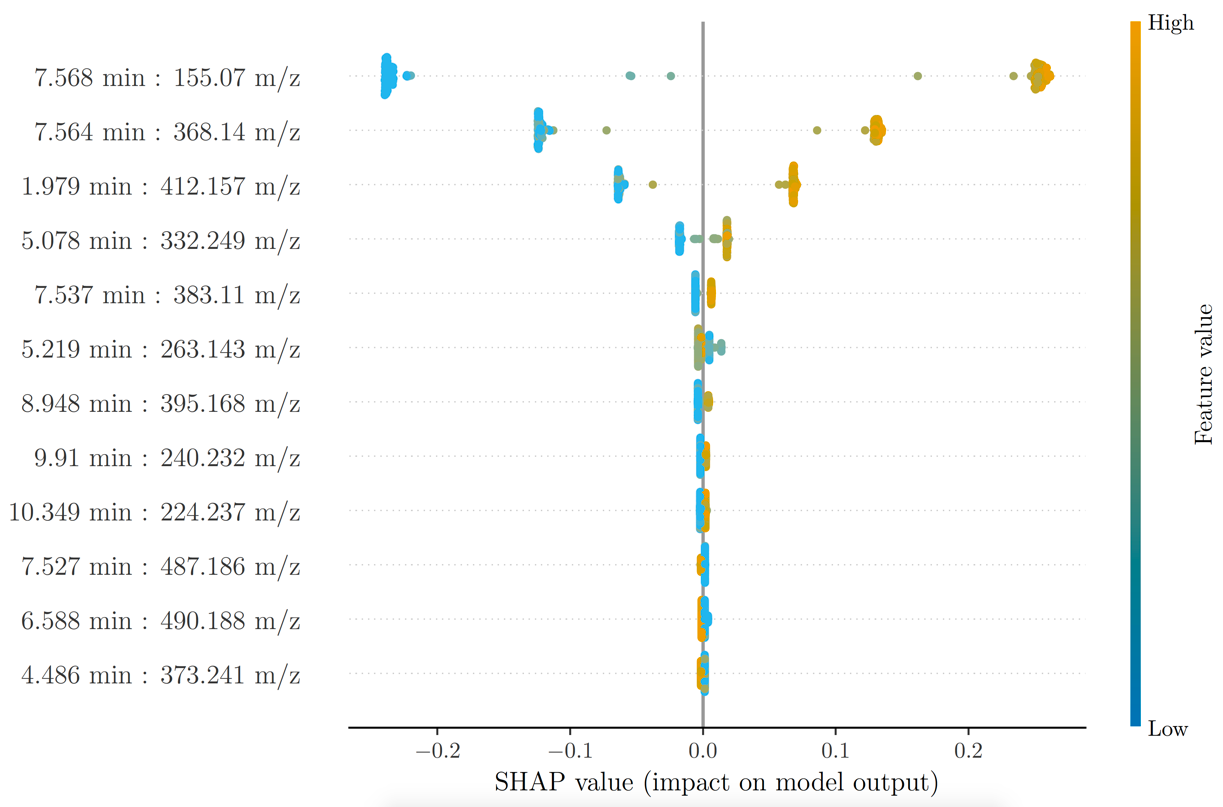 High
7.568 min : 155.07 m/z
7.564 min : 368.14 m/z
1.979 min : 412.157 m/z
5.078 min : 332.249 m/z
7.537 min : 383.11 m/z
5.219 min : 263.143 m/z
8.948 min : 395.168 m/z
9.91 min : 240.232 m/z
10.349 min : 224.237 m/z
7.527 min : 487.186 m/z
6.588 min : 490.188 m/z
4.486 min : 373.241 m/z
Feature value
Low
−0.2 −0.1 0.0 0.1 0.2
SHAP value (impact on model output)